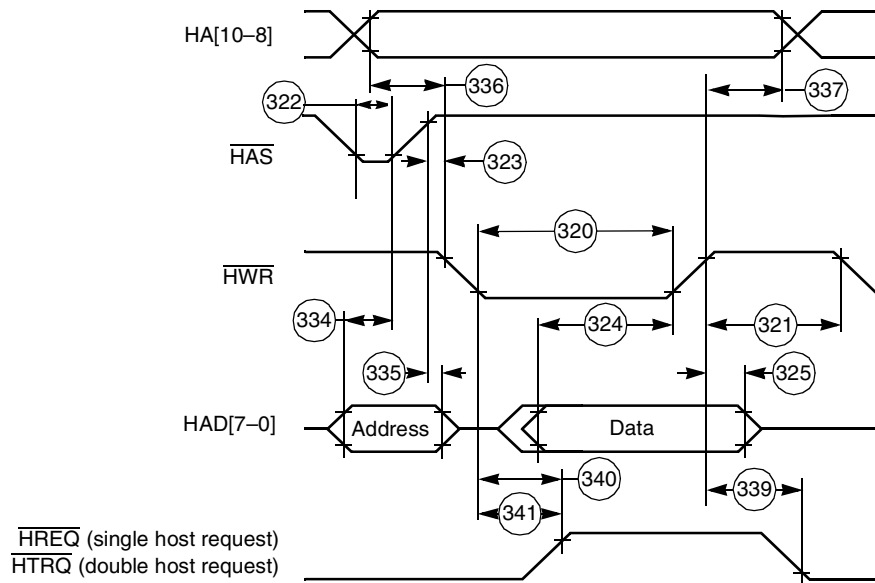 HA[10–8]
336
337
322
HAS
323
320
HWR
334
324
321
335
325
HAD[7–0]
Address
Data
340
339
341
HREQ (single host request)
HTRQ (double host request)